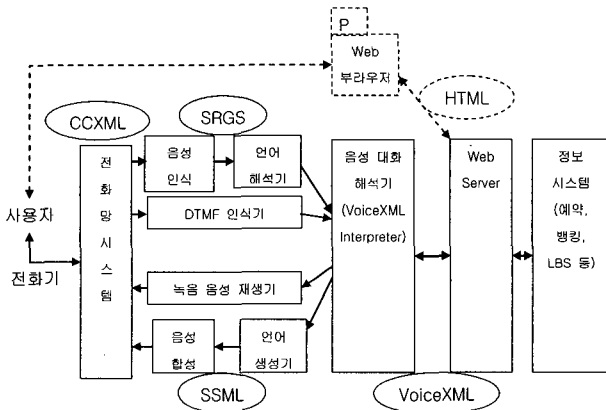 P
Web
부라우저
HTML
CCXML
SRGS
전
화
망
시
스
템
음성
인식
언어
해석기
음성 대화
해석기
(VoiceXML
Interpreter)
Web
Server
정보
시스템
(예약,
뱅킹,
LBS 등)
DTMF 인식기
사용자
전화기
녹음 음성 재생기
음성
합성
언어
생성기
SSML
VoiceXML